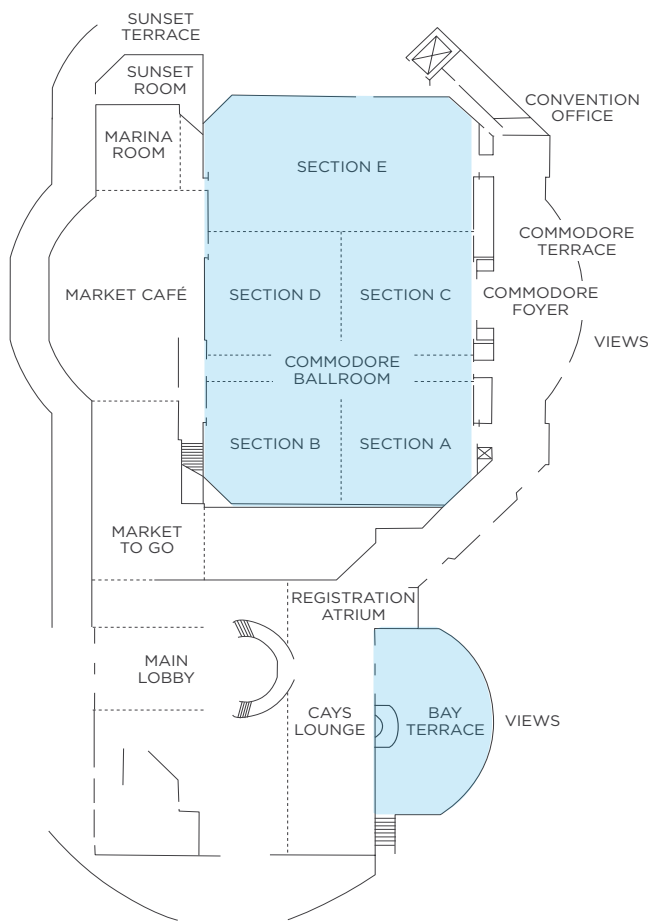 SUNSET
TERRACE
SUNSET
ROOM
CONVENTION
OFFICE
MARINA
ROOM
SECTION E
COMMODORE
TERRACE
MARKET CAFÉ
SECTION D
SECTION C
COMMODORE
FOYER
VIEWS
COMMODORE
BALLROOM
SECTION B
SECTION A
MARKET
TO GO
REGISTRATION
ATRIUM
MAIN
LOBBY
CAYS
LOUNGE
BAY
TERRACE
VIEWS